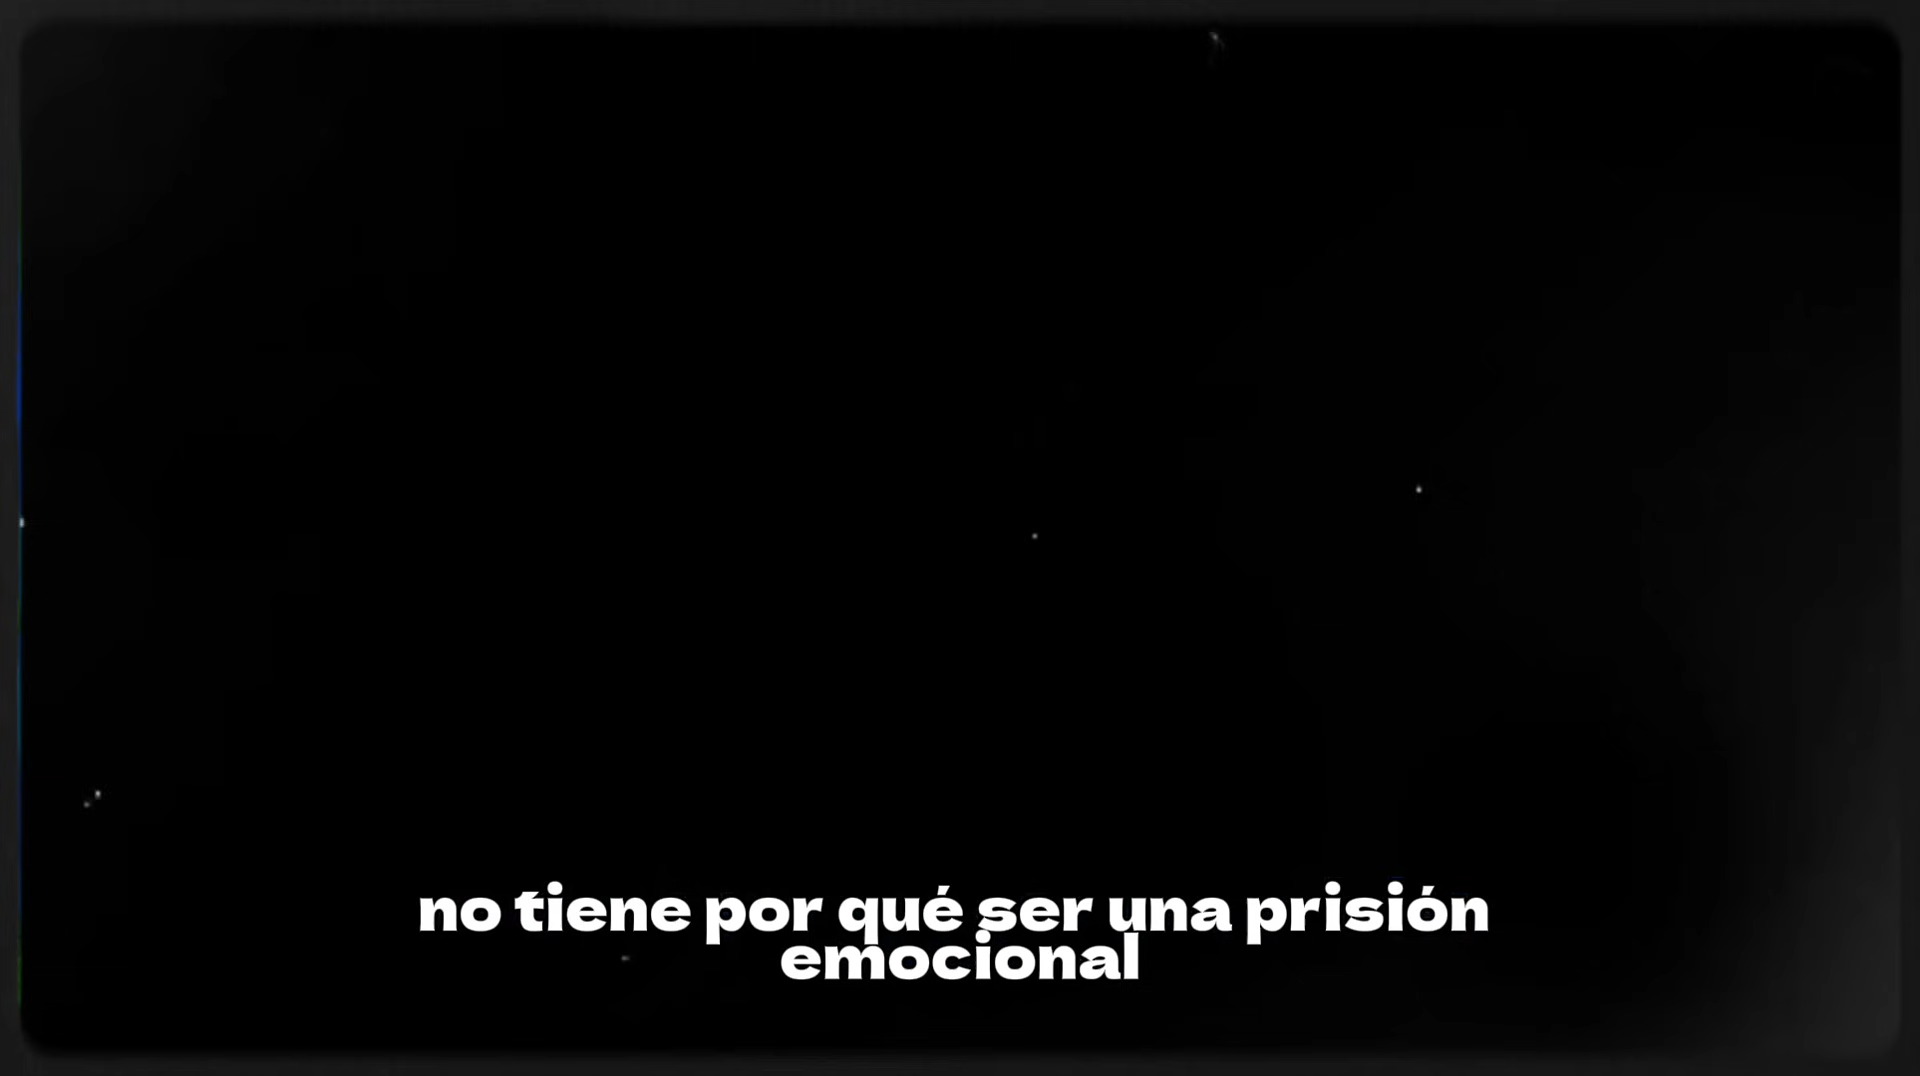 no tiene por qué ser una prisión
emocional